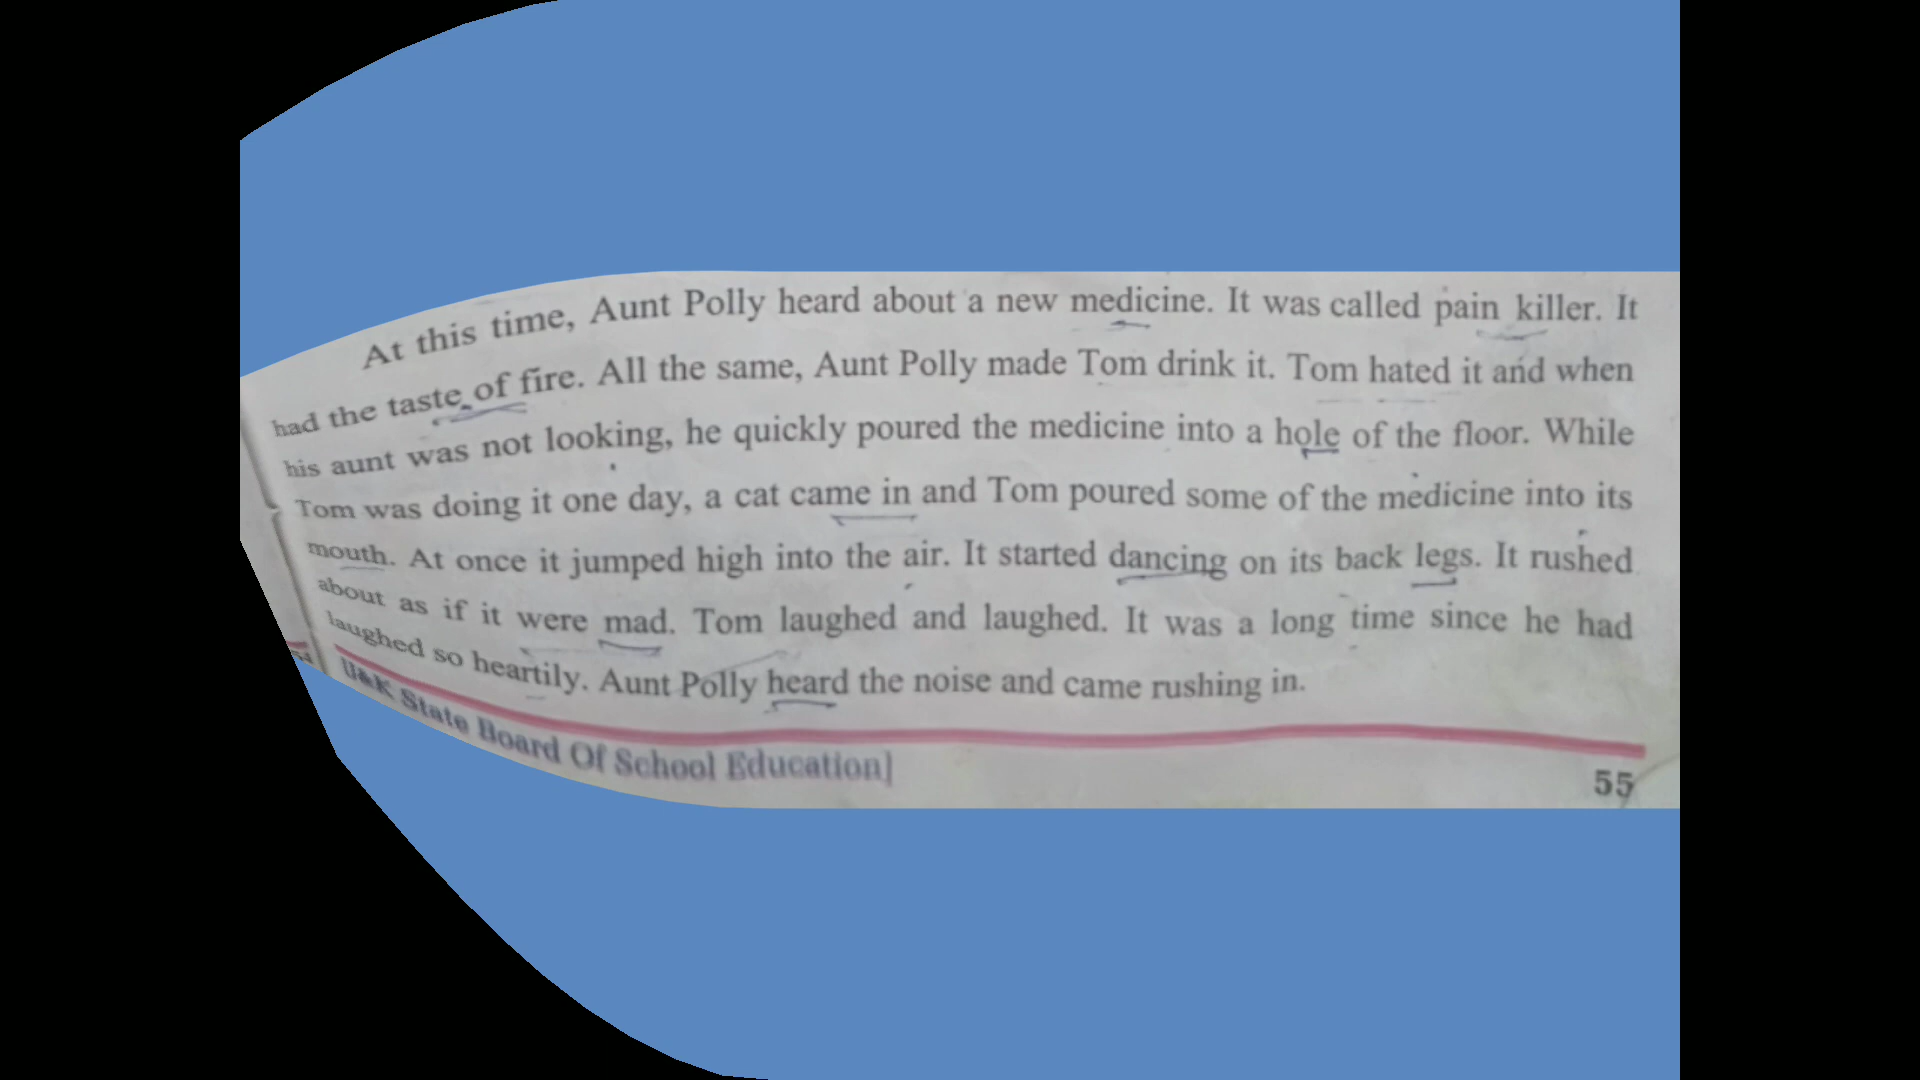 At this time, Aunt Polly heard about a new medicine. It was called pain killer. It
had the taste of fire. All the same, Aunt Polly made Tom drink it. Tom hated it and when
his aunt was not looking, he quickly poured the medicine into a hole of the floor. While
Tom was doing it one day, a cat came in and Tom poured some of the medicine into its
mouth. At once it jumped high into the air. It started dancing on its back legs. It rushed
about as if it were mad. Tom laughed and laughed. It was a long time since he had
laughed so heartily. Aunt Polly heard the noise and came rushing in.
J&K State Board Of School Education]
55